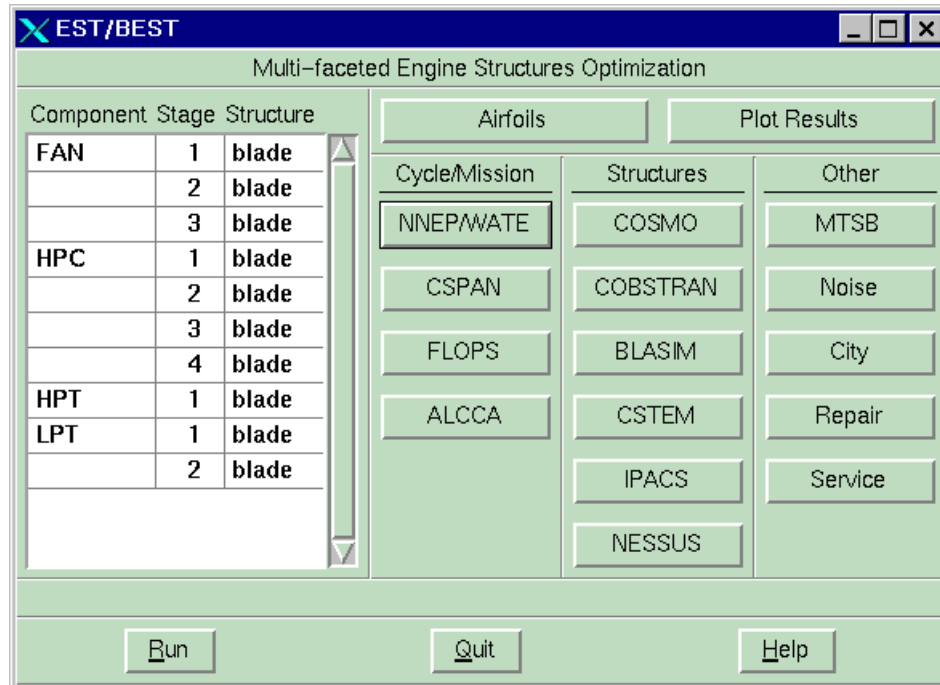 EST/BEST
Multi-faceted Engine Structures Optimization
Component Stage Structure
FAN 1 blade
2 blade
3 blade
HPC 1 blade
2 blade
3 blade
4 blade
HPT 1 blade
LPT 1 blade
2 blade
Airfoils
Plot Results
Cycle/Mission
NNEP/WATE
CSPAN
FLOPS
ALCCA
Structures
COSMO
COBSTRAN
BLASIM
CSTEM
IPACS
NESSUS
Other
MTSB
Noise
City
Repair
Service
Run
Quit
Help